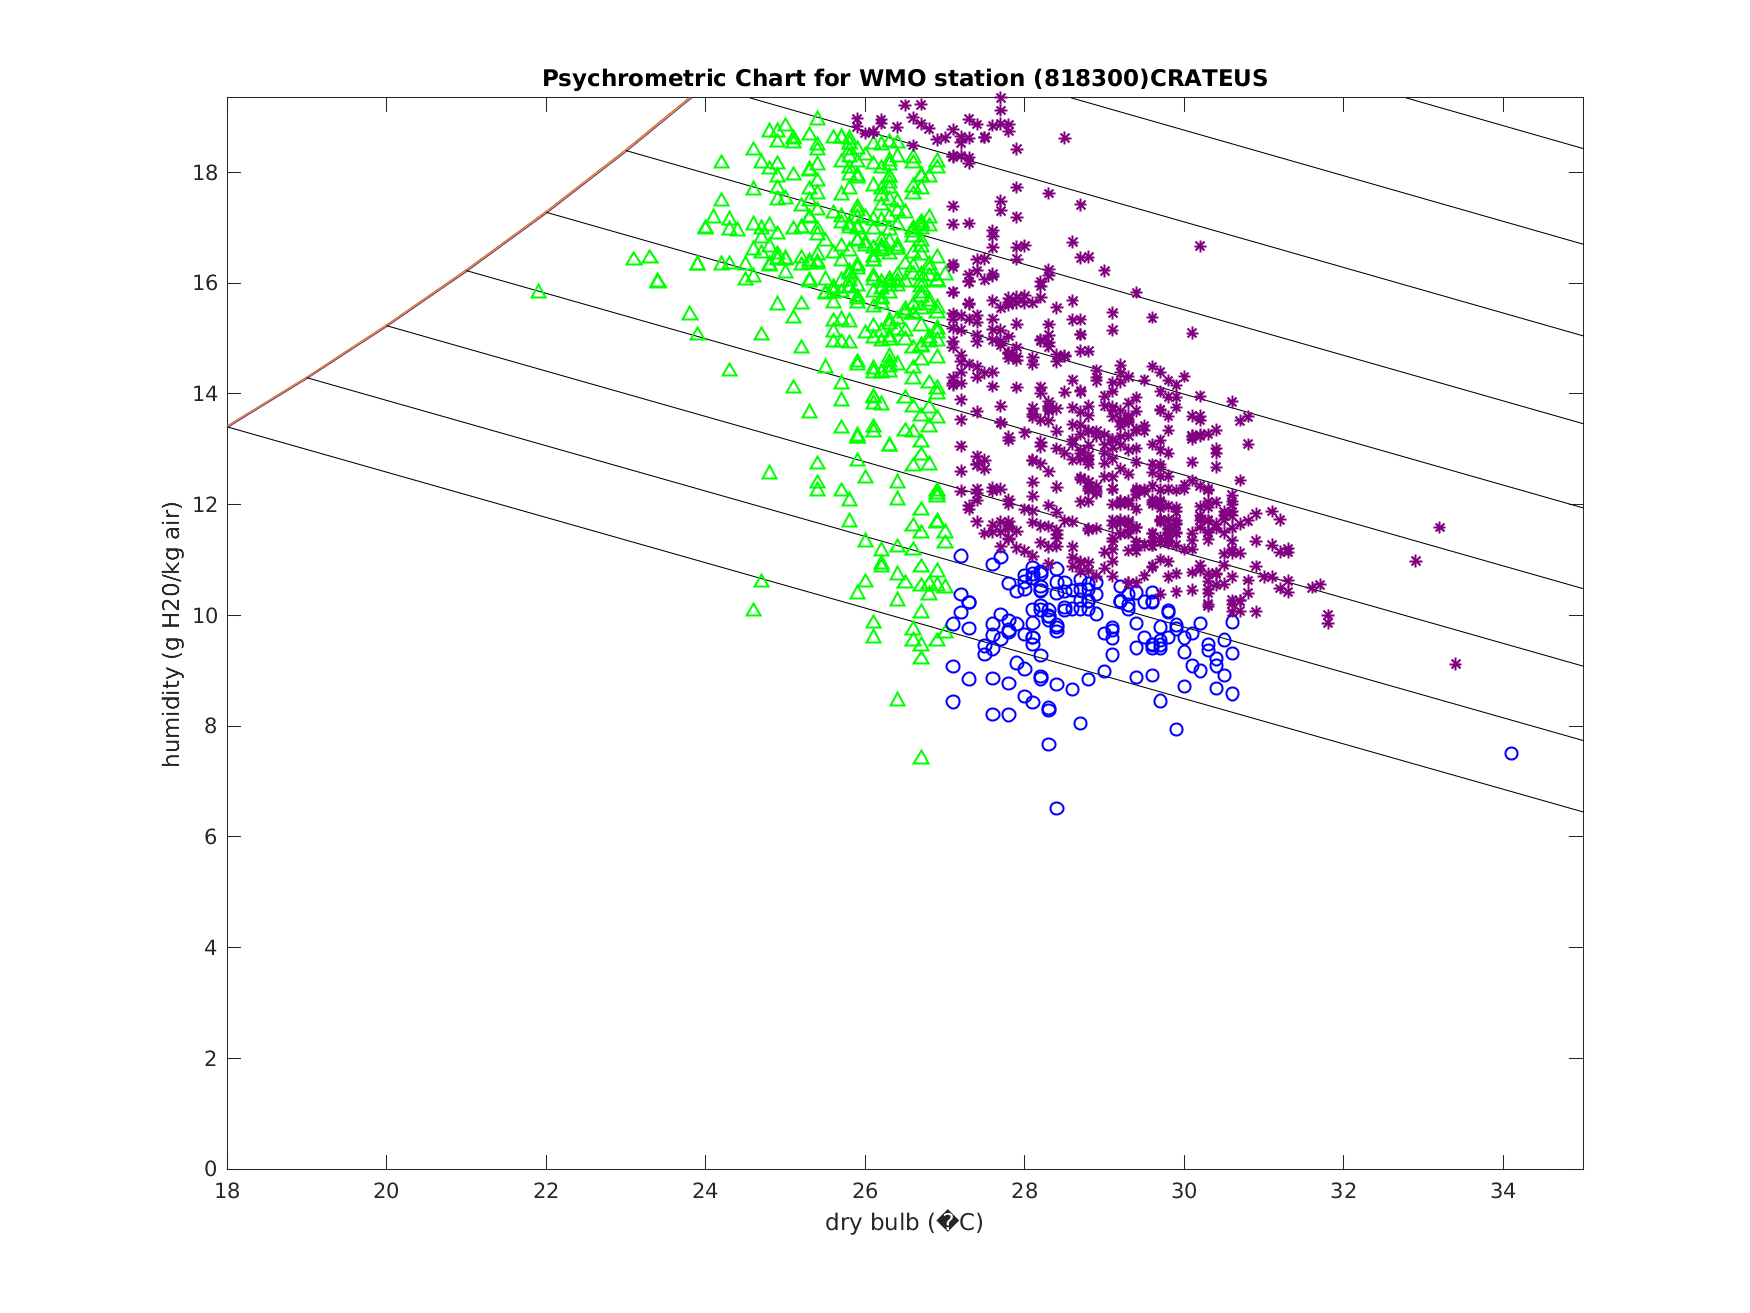 Psychrometric Chart for WMO station (818300)CRATEUS
18
16
14
12
10
8
6
4
2
0
humidity (g H20/kg air)
18 20 22 24 26 28 30 32 34
dry bulb (�C)